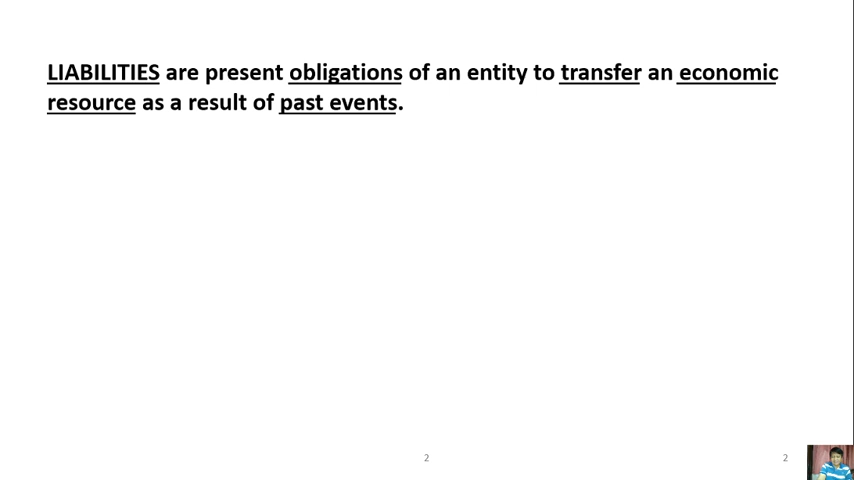 LIABILITIES are present obligations of an entity to transfer an economic
resource as a result of past events.
2
2